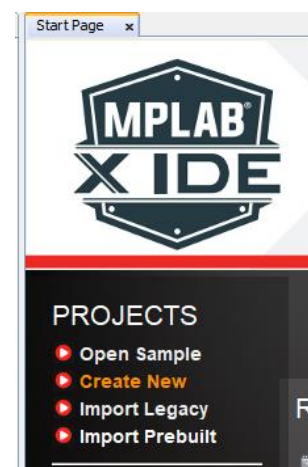 Start Page x
MPLAB®
X IDE
PROJECTS
Open Sample
Create New
Import Legacy
Import Prebuilt
R